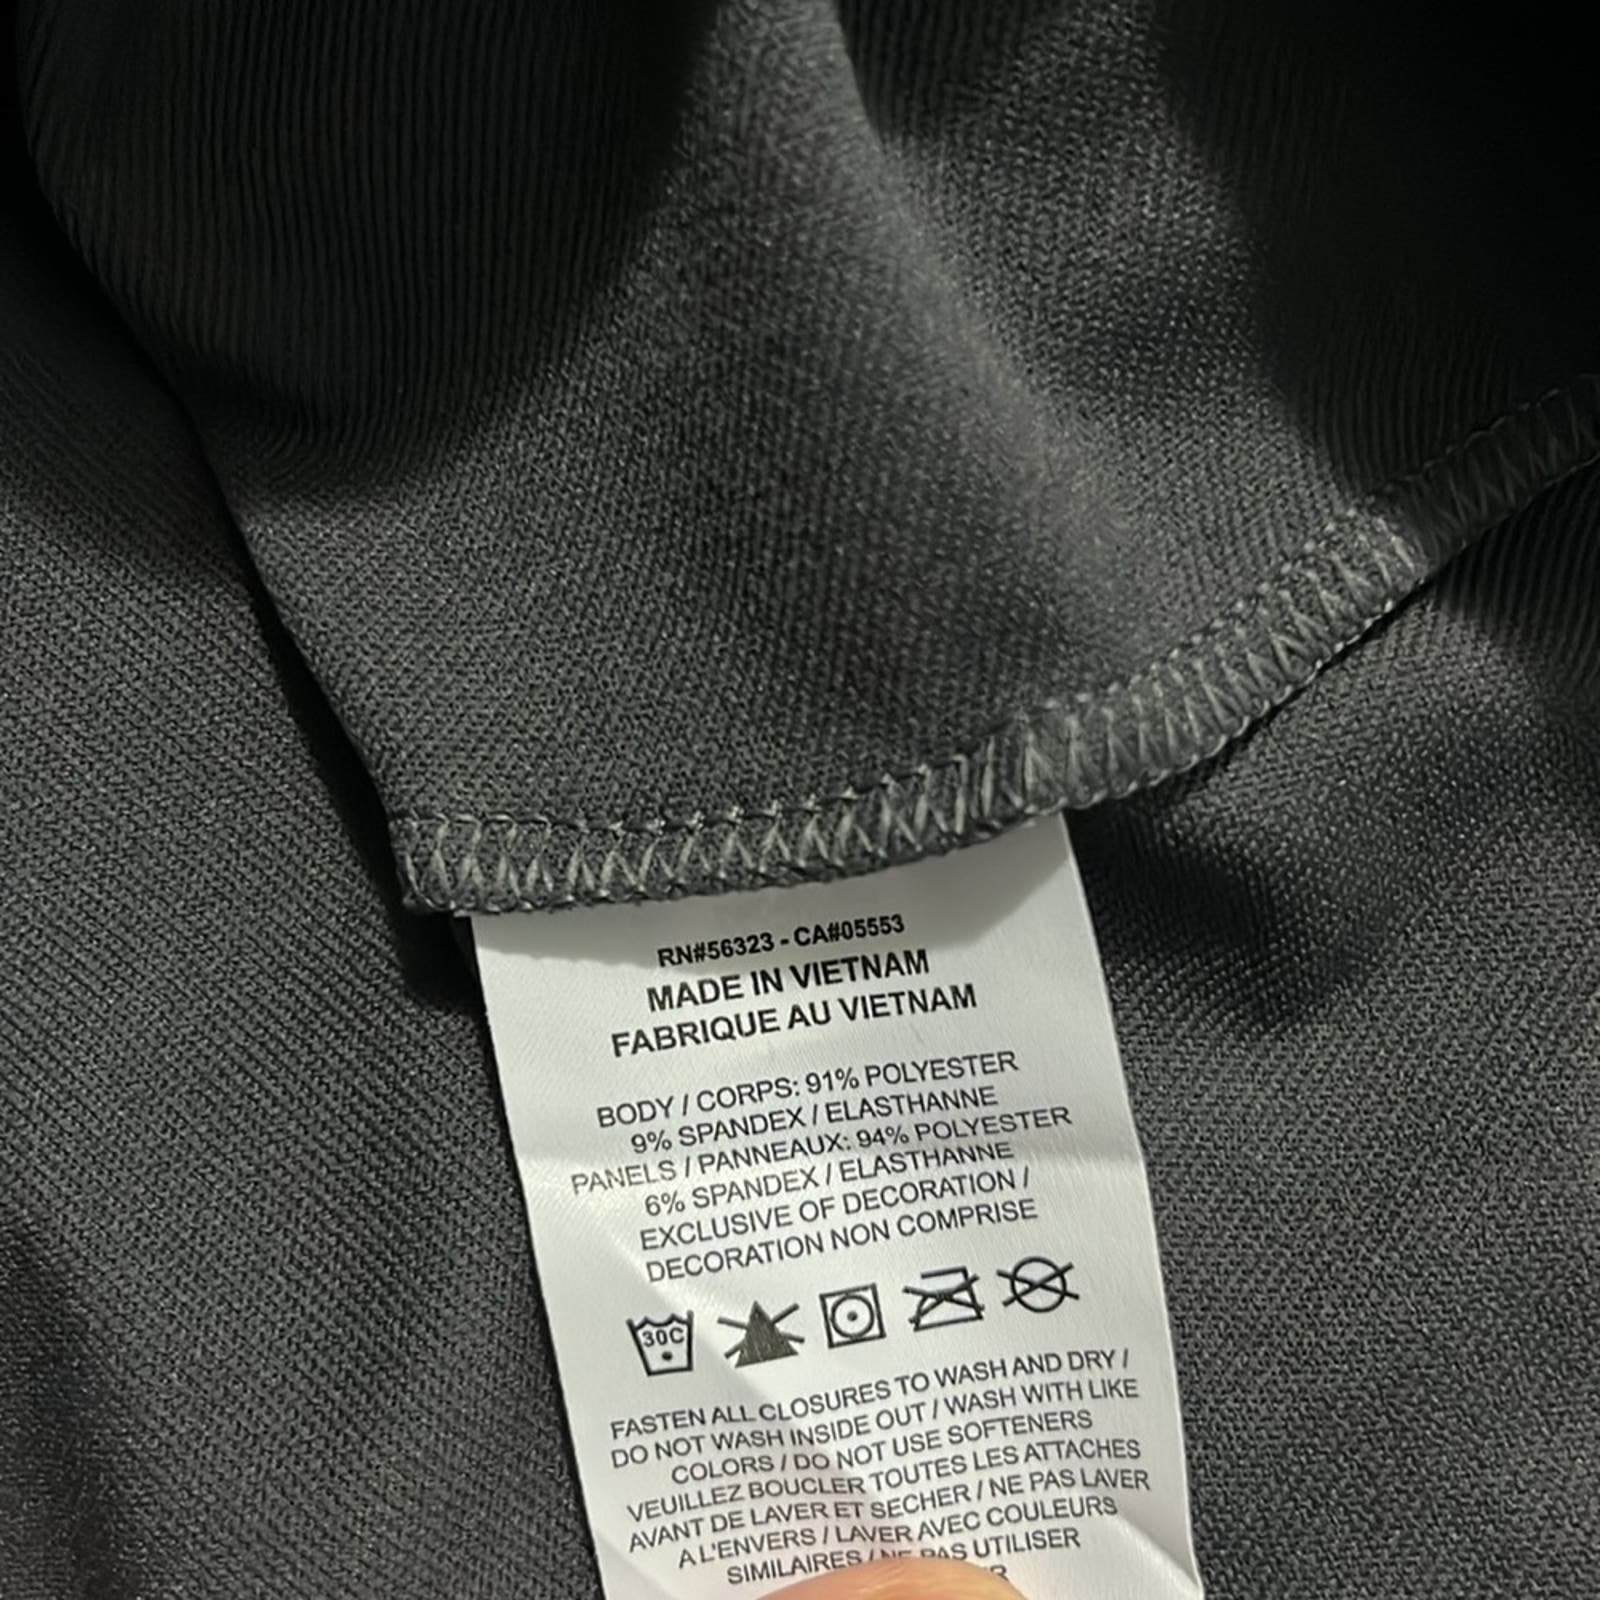 RN#56323 - CA#05553
MADE IN VIETNAM
FABRIQUE AU VIETNAM
BODY / CORPS: 91% POLYESTER
9% SPANDEX / ELASTHANNE
PANELS / PANNEAUX: 94% POLYESTER
6% SPANDEX / ELASTHANNE
EXCLUSIVE OF DECORATION /
DECORATION NON COMPRISE
30C
FASTEN ALL CLOSURES TO WASH AND DRY /
DO NOT WASH INSIDE OUT / WASH WITH LIKE
COLORS / DO NOT USE SOFTENERS
VEUILLEZ BOUCLER TOUTES LES ATTACHES
AVANT DE LAVER ET SECHER / NE PAS LAVER
A L'ENVERS / LAVER AVEC COULEURS
SIMILAIRES / NE PAS UTILISER